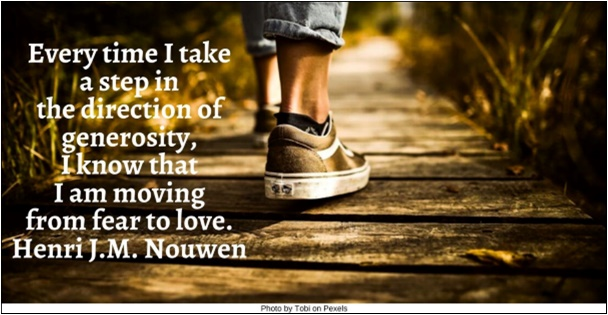 Every time I take
a step in
the direction of
generosity,
I know that
I am moving
from fear to love.
Henri J.M. Nouwen
Photo by Tobi on Pexels